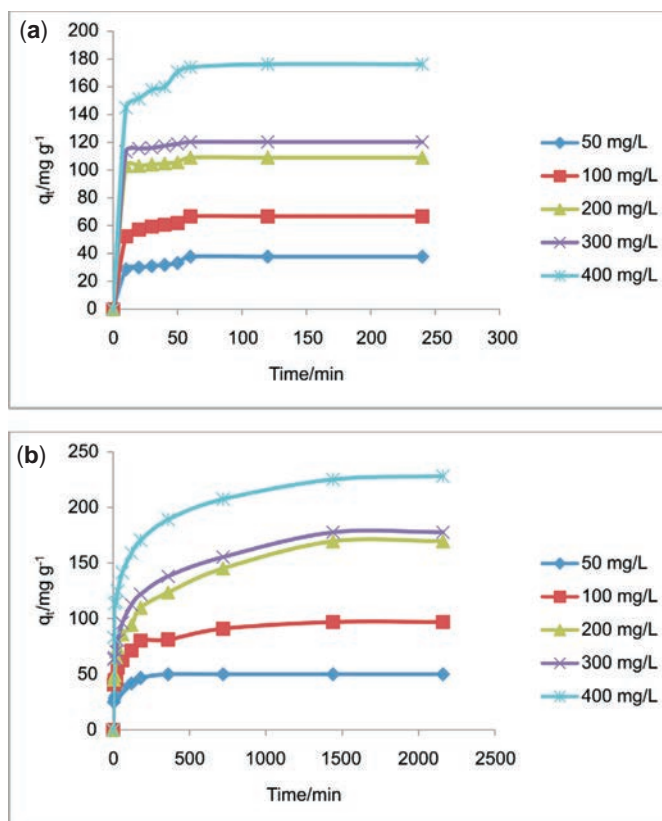 (a)
200
180
160
140
120
100
80
60
40
20
0
qt/mg g-1
0 50 100 150 200 250 300
Time/min
50 mg/L
100 mg/L
200 mg/L
300 mg/L
400 mg/L
(b)
250
200
150
100
50
0
qt/mg g-1
0 500 1000 1500 2000 2500
Time/min
50 mg/L
100 mg/L
200 mg/L
300 mg/L
400 mg/L